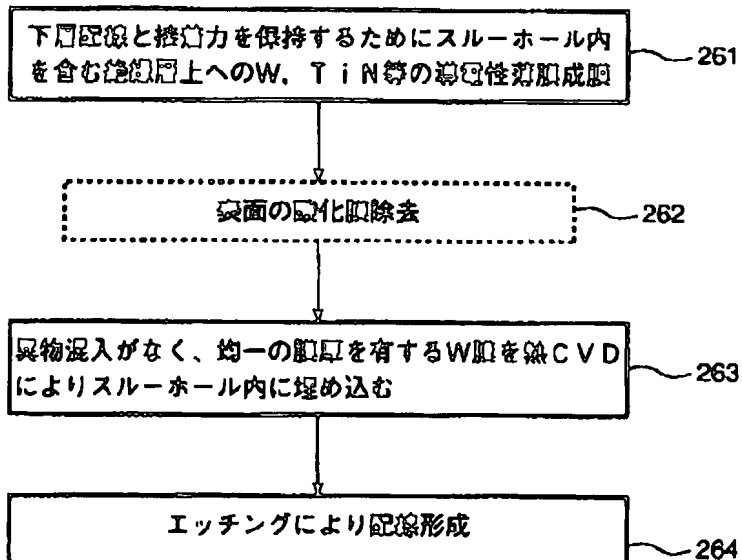 下層配線と接着力を保持するためにスルーホール内
を含む絶縁層上へのW，TiN等の導電性薄膜成膜
261
表面の酸化膜除去
262
異物混入がなく、均一の膜厚を有するW膜を熱CVD
によりスルーホール内に埋め込む
263
エッチングにより配線形成
264